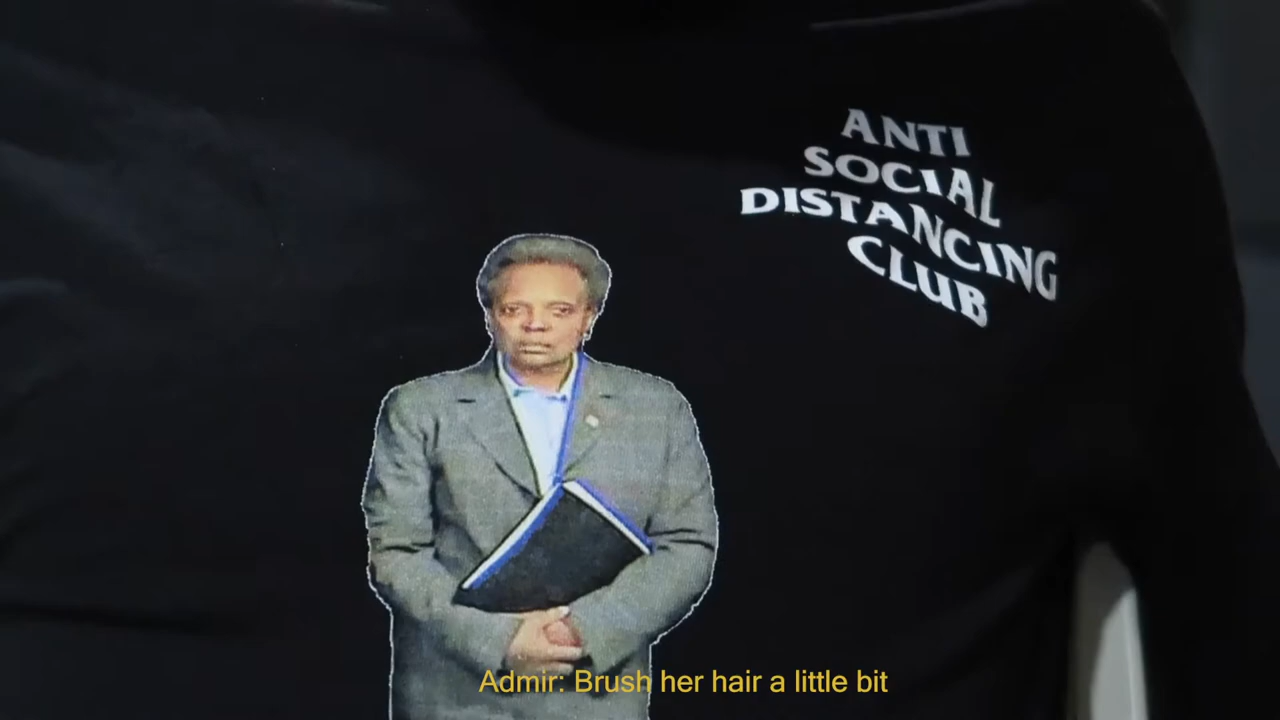 ANTI
SOCIAL
DISTANCING
CLUB
Admir: Brush her hair a little bit